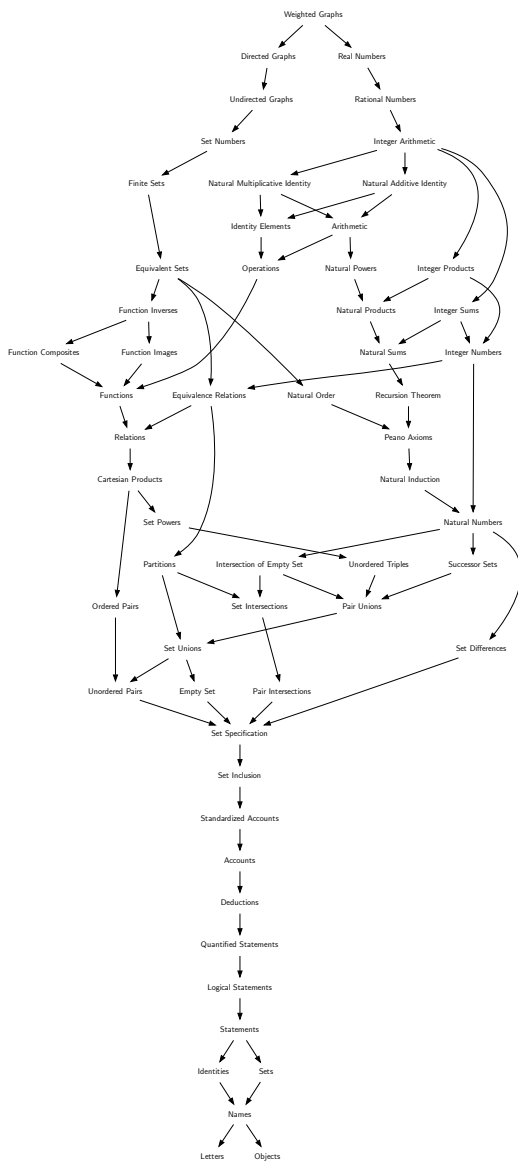 Weighted Graphs
Directed Graphs Real Numbers
Undirected Graphs Rational Numbers
Set Numbers Integer Arithmetic
Finite Sets Natural Multiplicative Identity Natural Additive Identity
Identity Elements Arithmetic
Equivalent Sets Operations Natural Powers Integer Products
Function Inverses Natural Products Integer Sums
Function Composites Function Images Natural Sums Integer Numbers
Functions Equivalence Relations Natural Order Recursion Theorem
Relations Peano Axioms
Cartesian Products Natural Induction
Set Powers Natural Numbers
Partitions Intersection of Empty Set Unordered Triples Successor Sets
Ordered Pairs Set Intersections Pair Unions
Set Unions Set Differences
Unordered Pairs Empty Set Pair Intersections
Set Specification
Set Inclusion
Standardized Accounts
Accounts
Deductions
Quantified Statements
Logical Statements
Statements
Identities Sets
Names
Letters Objects